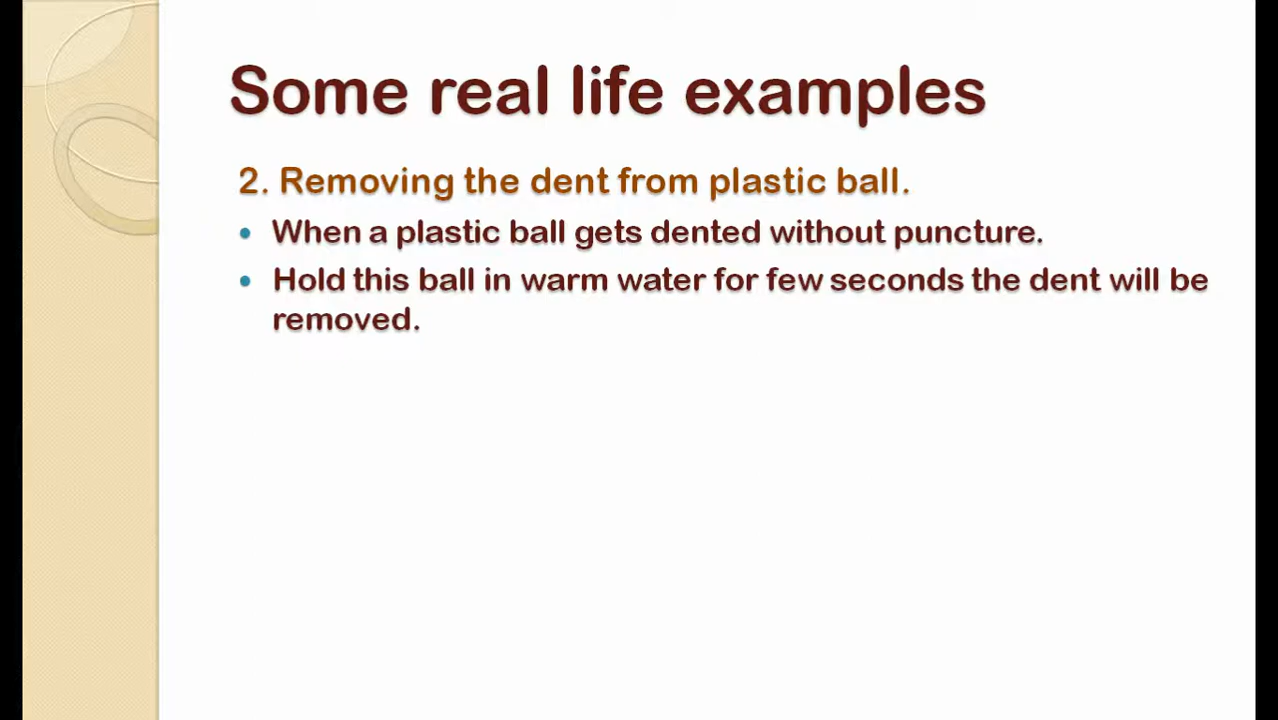 Some real life examples
2. Removing the dent from plastic ball.
• When a plastic ball gets dented without puncture.
• Hold this ball in warm water for few seconds the dent will be
removed.